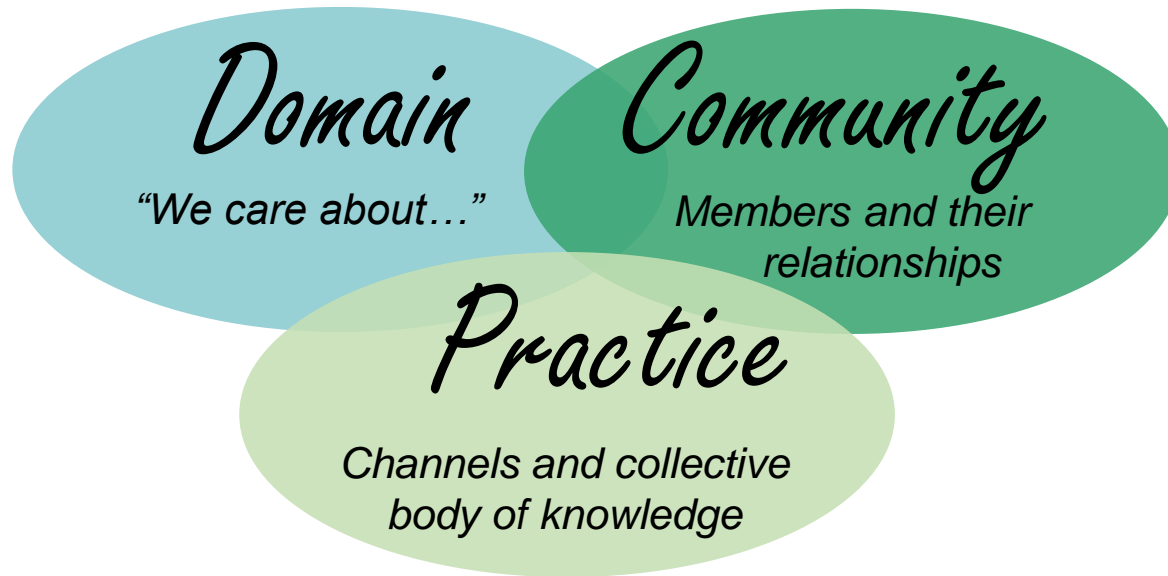 Domain
“We care about…”
Community
Members and their
relationships
Practice
Channels and collective
body of knowledge